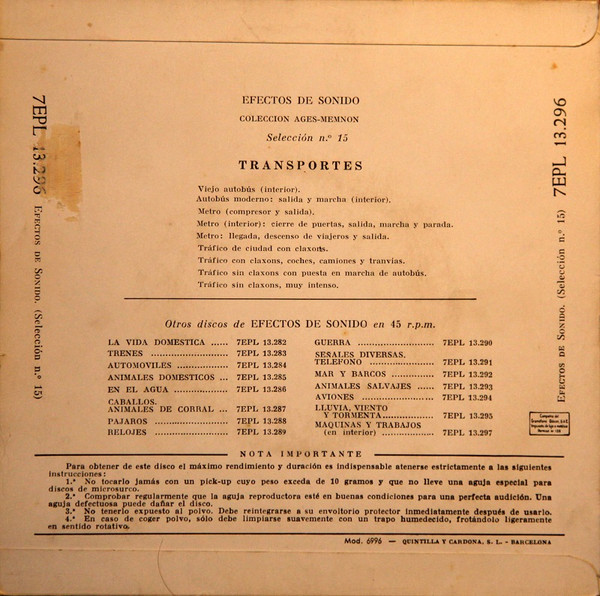 EFECTOS DE SONIDO
COLECCION AGES-MEMNON
Selección n.º 15
TRANSPORTES
Viejo autobús (interior).
Autobús moderno: salida y marcha (interior).
Metro (compresor y salida).
Metro (interior): cierre de puertas, salida, marcha y parada.
Metro: llegada, descenso de viajeros y salida.
Tráfico de ciudad con claxons.
Tráfico con claxons, coches, camiones y tranvías.
Tráfico sin claxons con puesta en marcha de autobús.
Tráfico sin claxons, muy intenso.
Otros discos de EFECTOS DE SONIDO en 45 r.p.m.
LA VIDA DOMESTICA ...... 7EPL 13.282
TRENES ...................... 7EPL 13.283
AUTOMOVILES ................ 7EPL 13.284
ANIMALES DOMESTICOS ... 7EPL 13.285
EN EL AGUA .................. 7EPL 13.286
CABALLOS.
ANIMALES DE CORRAL ... 7EPL 13.287
PAJAROS ..................... 7EPL 13.288
RELOJES ..................... 7EPL 13.289
GUERRA ..................... 7EPL 13.290
SEÑALES DIVERSAS.
TELEFONO ................... 7EPL 13.291
MAR Y BARCOS ............. 7EPL 13.292
ANIMALES SALVAJES ...... 7EPL 13.293
AVIONES ..................... 7EPL 13.294
LLUVIA, VIENTO
Y TORMENTA................ 7EPL 13.295
MAQUINAS Y TRABAJOS
(en interior) ................... 7EPL 13.297
NOTA IMPORTANTE
Para obtener de este disco el máximo rendimiento y duración es indispensable atenerse estrictamente a las siguientes
instrucciones:
1.ª No tocarlo jamás con un pick-up cuyo peso exceda de 10 gramos y que no lleve una aguja especial para
discos de microsurco.
2.ª Comprobar regularmente que la aguja reproductora esté en buenas condiciones para una perfecta audición. Una
aguja defectuosa puede dañar el disco.
3.ª No tenerlo expuesto al polvo. Debe reintegrarse a su envoltorio protector inmediatamente después de usarlo.
4.ª En caso de coger polvo, sólo debe limpiarse suavemente con un trapo humedecido, frotándolo ligeramente
en sentido rotativo.
Mod. 6996 — QUINTILLA Y CARDONA, S. L. - BARCELONA
7EPL 13.296 EFECTOS DE SONIDO. (Selección n.º 15)
EFECTOS DE SONIDO. (Selección n.º 15) 7EPL 13.296